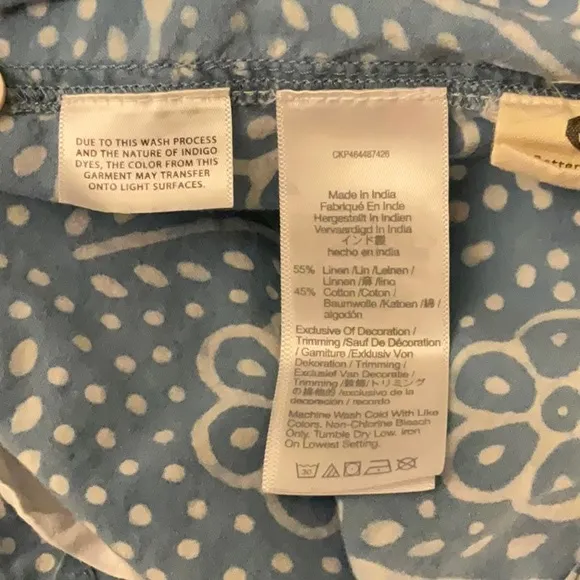 DUE TO THIS WASH PROCESS
AND THE NATURE OF INDIGO
DYES, THE COLOR FROM THIS
GARMENT MAY TRANSFER
ONTO LIGHT SURFACES.
CKP464487426
Made in India
Fabriqué En Inde
Hergestellt In Indien
Vervaardigd In India
インド製
hecho en india
55% Linen /Lin /Leinen /
Linnen /麻 /lino
45% Cotton /Coton /
Baumwolle /Katoen /綿 /
algodón
Exclusive Of Decoration /
Trimming /Sauf De Décoration
/ Garniture /Exklusiv Von
Dekoration / Trimming /
Exclusief Van Decoratie /
Trimming /装飾/トリミング
の排他的 /exclusivo de la
decoración / recordo
Machine Wash Cold With Like
Colors. Non-Chlorine Bleach
Only. Tumble Dry Low. Iron
On Lowest Setting.
30